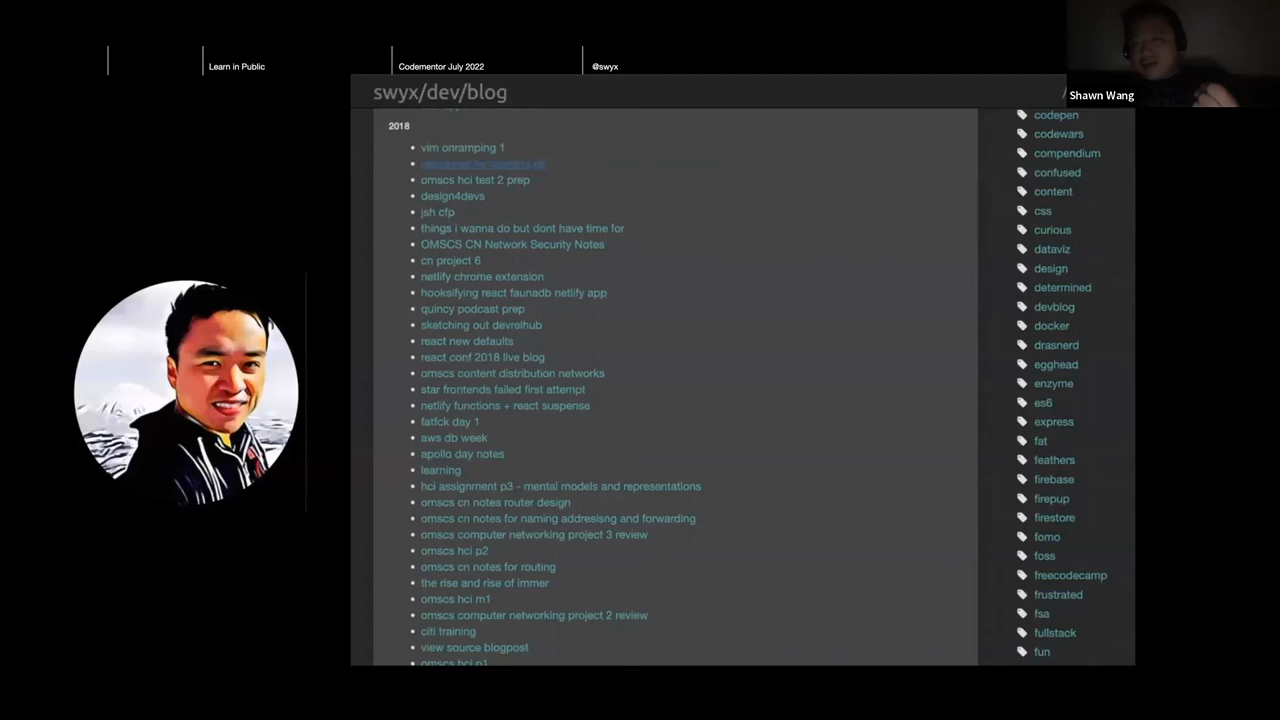 Learn in Public
Codementor July 2022
@swyx
Shawn Wang
swyx/dev/blog
2018
vim onramping 1
omscs hci test 2 prep
design4devs
jsh cfp
things i wanna do but dont have time for
OMSCS CN Network Security Notes
cn project 6
netlify chrome extension
hooksifying react faunadb netlify app
quincy podcast prep
sketching out devrelhub
react new defaults
react conf 2018 live blog
omscs content distribution networks
star frontends failed first attempt
netlify functions + react suspense
fatfck day 1
aws db week
apollo day notes
learning
hci assignment p3 - mental models and representations
omscs cn notes router design
omscs cn notes for naming addresisng and forwarding
omscs computer networking project 3 review
omscs hci p2
omscs cn notes for routing
the rise and rise of immer
omscs hci m1
omscs computer networking project 2 review
citi training
view source blogpost
omscs hci p1
codepen
codewars
compendium
confused
content
css
curious
dataviz
design
determined
devblog
docker
drasnerd
egghead
enzyme
es6
express
fat
feathers
firebase
firepup
firestore
fomo
foss
freecodecamp
frustrated
fsa
fullstack
fun